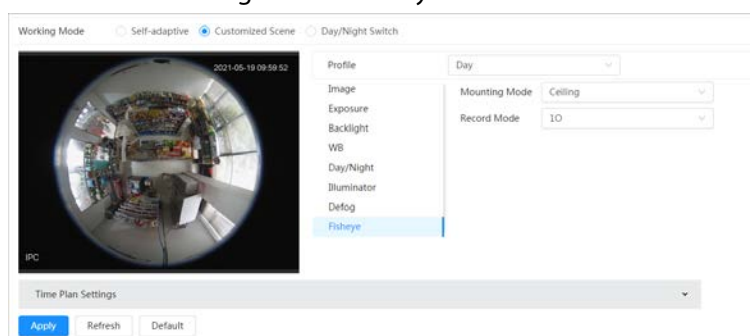 Working Mode Self-adaptive Customized Scene Day/Night Switch
2021-05-19 09:59:52
IPC
Profile Day
Image
Exposure
Backlight
WB
Day/Night
Illuminator
Defog
Fisheye
Mounting Mode Ceiling
Record Mode 1O
Time Plan Settings
Apply Refresh Default